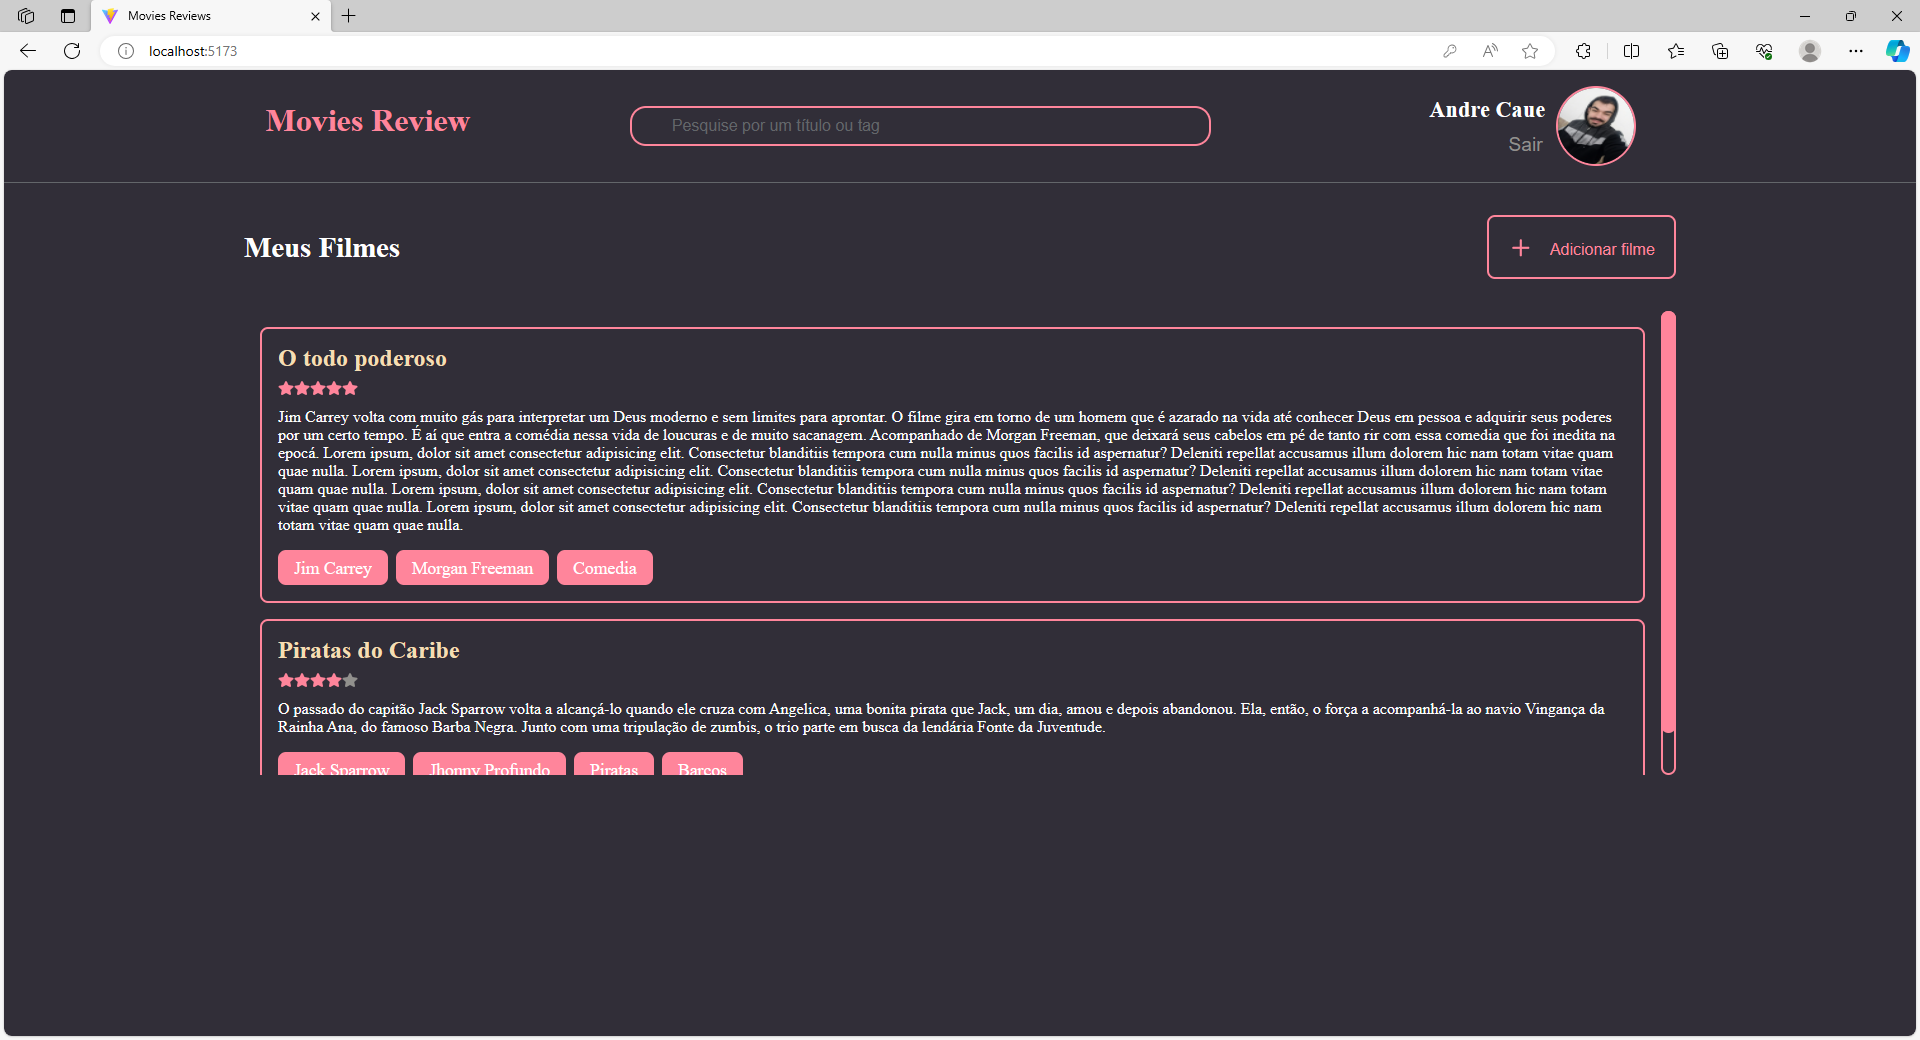 Movies Reviews
localhost:5173
Movies Review
Pesquise por um título ou tag
Andre Caue
Sair
Meus Filmes
Adicionar filme
O todo poderoso
Jim Carrey volta com muito gás para interpretar um Deus moderno e sem limites para aprontar. O filme gira em torno de um homem que é azarado na vida até conhecer Deus em pessoa e adquirir seus poderes
por um certo tempo. É aí que entra a comédia nessa vida de loucuras e de muito sacanagem. Acompanhado de Morgan Freeman, que deixará seus cabelos em pé de tanto rir com essa comedia que foi inedita na
epocá. Lorem ipsum, dolor sit amet consectetur adipisicing elit. Consectetur blanditiis tempora cum nulla minus quos facilis id aspernatur? Deleniti repellat accusamus illum dolorem hic nam totam vitae quam
quae nulla. Lorem ipsum, dolor sit amet consectetur adipisicing elit. Consectetur blanditiis tempora cum nulla minus quos facilis id aspernatur? Deleniti repellat accusamus illum dolorem hic nam totam vitae
quam quae nulla. Lorem ipsum, dolor sit amet consectetur adipisicing elit. Consectetur blanditiis tempora cum nulla minus quos facilis id aspernatur? Deleniti repellat accusamus illum dolorem hic nam totam
vitae quam quae nulla. Lorem ipsum, dolor sit amet consectetur adipisicing elit. Consectetur blanditiis tempora cum nulla minus quos facilis id aspernatur? Deleniti repellat accusamus illum dolorem hic nam
totam vitae quam quae nulla.
Jim Carrey Morgan Freeman Comedia
Piratas do Caribe
O passado do capitão Jack Sparrow volta a alcançá-lo quando ele cruza com Angelica, uma bonita pirata que Jack, um dia, amou e depois abandonou. Ela, então, o força a acompanhá-la ao navio Vingança da
Rainha Ana, do famoso Barba Negra. Junto com uma tripulação de zumbis, o trio parte em busca da lendária Fonte da Juventude.
Jack Sparrow Jhonny Profundo Piratas Barcos